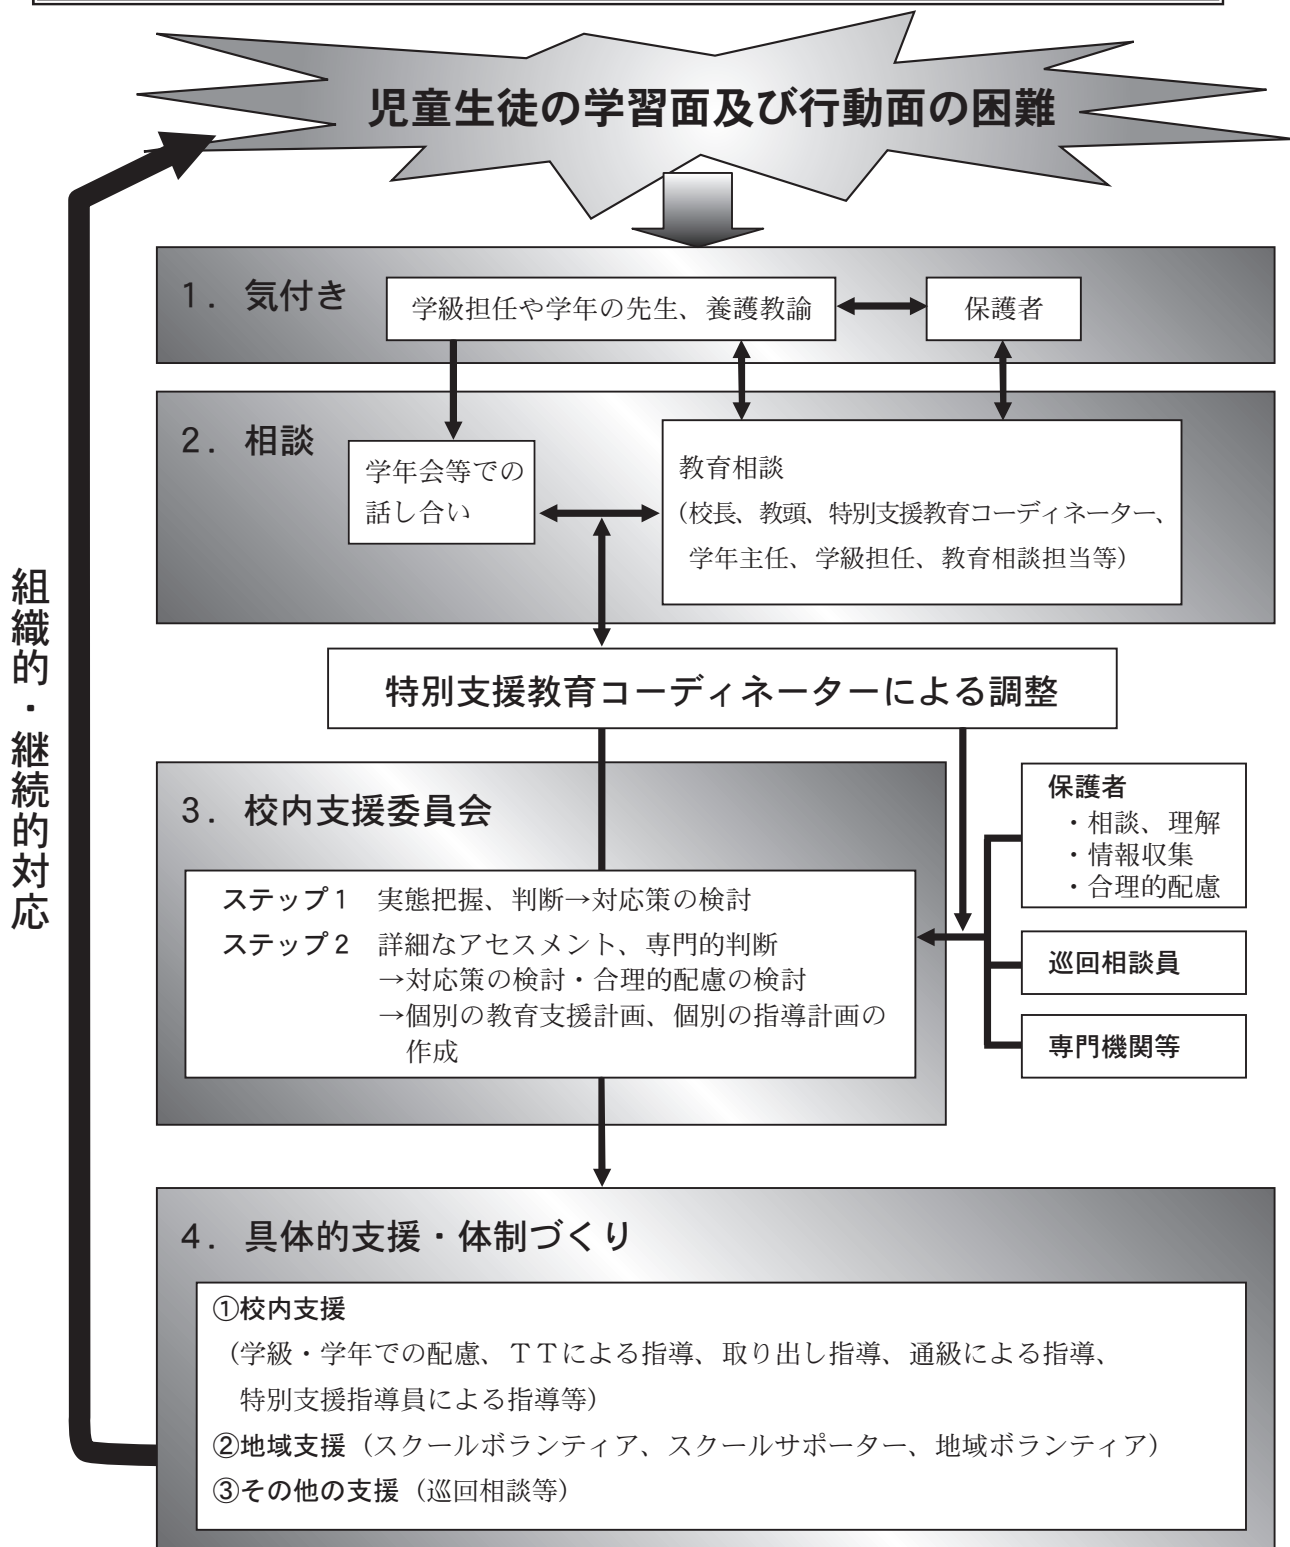 児童生徒の学習面及び行動面の困難
1．気付き
学級担任や学年の先生、養護教諭
保護者
2．相談
学年会等での
話し合い
教育相談
（校長、教頭、特別支援教育コーディネーター、
学年主任、学級担任、教育相談担当等）
特別支援教育コーディネーターによる調整
3．校内支援委員会
ステップ1　実態把握、判断→対応策の検討
ステップ2　詳細なアセスメント、専門的判断
→対応策の検討・合理的配慮の検討
→個別の教育支援計画、個別の指導計画の
作成
保護者
・相談、理解
・情報収集
・合理的配慮
巡回相談員
専門機関等
4．具体的支援・体制づくり
①校内支援
（学級・学年での配慮、ＴＴによる指導、取り出し指導、通級による指導、
特別支援指導員による指導等）
②地域支援（スクールボランティア、スクールサポーター、地域ボランティア）
③その他の支援（巡回相談等）
組織的・継続的対応